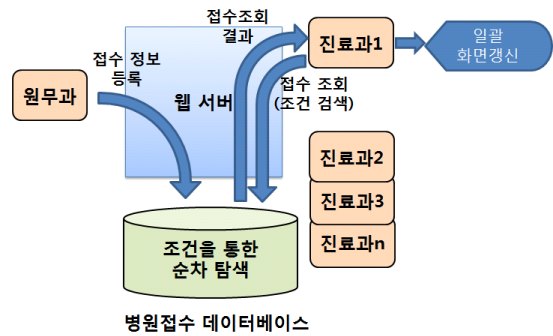 접수조회
결과
진료과1
일괄
화면갱신
접수 정보
등록
원무과
웹 서버
접수 조회
(조건 검색)
진료과2
진료과3
진료과n
조건을 통한
순차 탐색
병원접수 데이터베이스